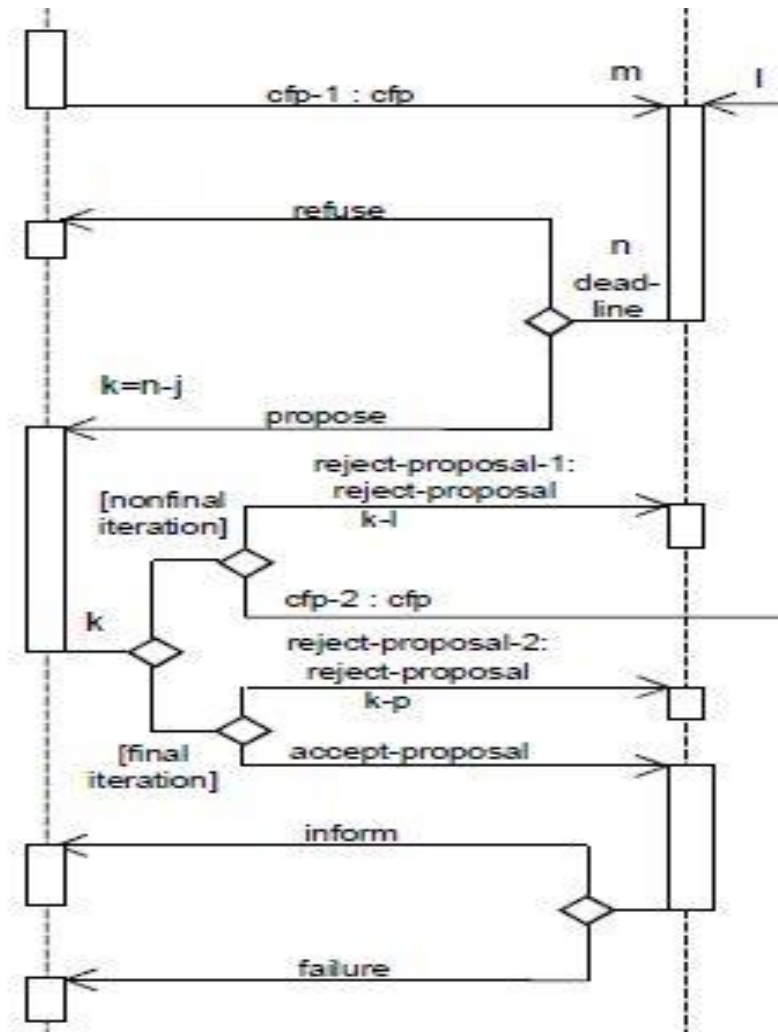 m
l
cfp-1 : cfp
refuse
n
dead-
line
k=n-j
propose
reject-proposal-1:
[nonfinal
reject-proposal
iteration]
k-l
cfp-2 : cfp
k
reject-proposal-2:
reject-proposal
k-p
[final
accept-proposal
iteration]
inform
failure